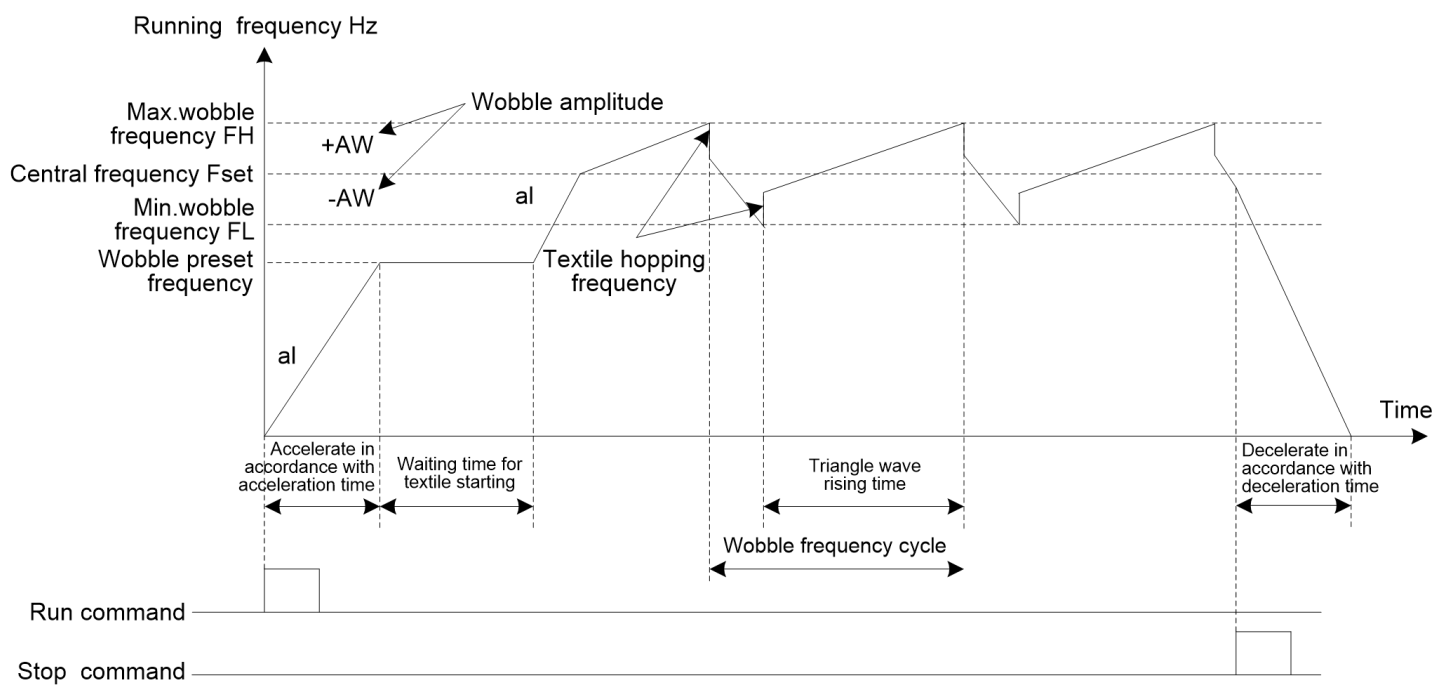 Running frequency Hz
Wobble amplitude
Max.wobble
frequency FH
+AW
Central frequency Fset
-AW
al
Min.wobble
frequency FL
Wobble preset
frequency
Textile hopping
frequency
al
Time
Accelerate in
accordance with
acceleration time
Waiting time for
textile starting
Triangle wave
rising time
Decelerate in
accordance with
deceleration time
Wobble frequency cycle
Run command
Stop command